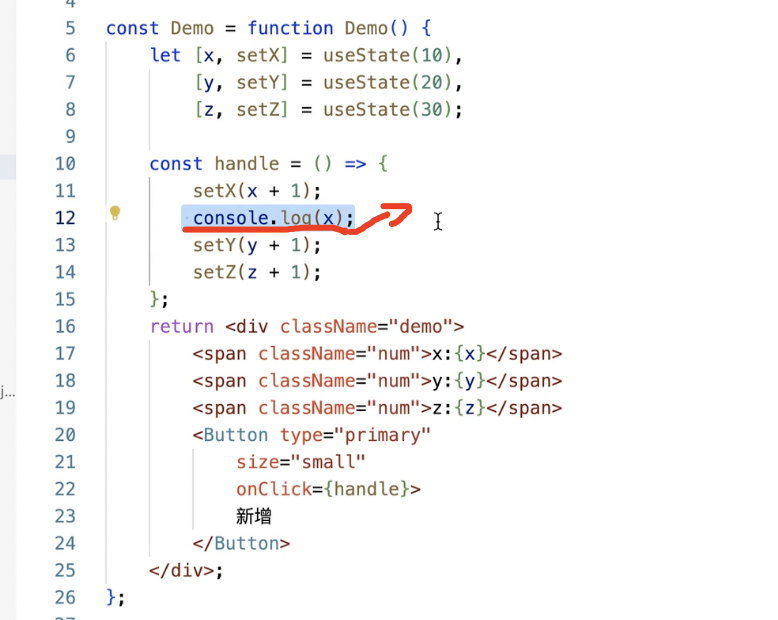 5 const Demo = function Demo() {
6 let [x, setX] = useState(10),
7 [y, setY] = useState(20),
8 [z, setZ] = useState(30);
9
10 const handle = () => {
11 setX(x + 1);
12 console.log(x);
13 setY(y + 1);
14 setZ(z + 1);
15 };
16 return <div className="demo">
17 <span className="num">x:{x}</span>
18 <span className="num">y:{y}</span>
19 <span className="num">z:{z}</span>
20 <Button type="primary"
21 size="small"
22 onClick={handle}>
23 新增
24 </Button>
25 </div>;
26 };
j...